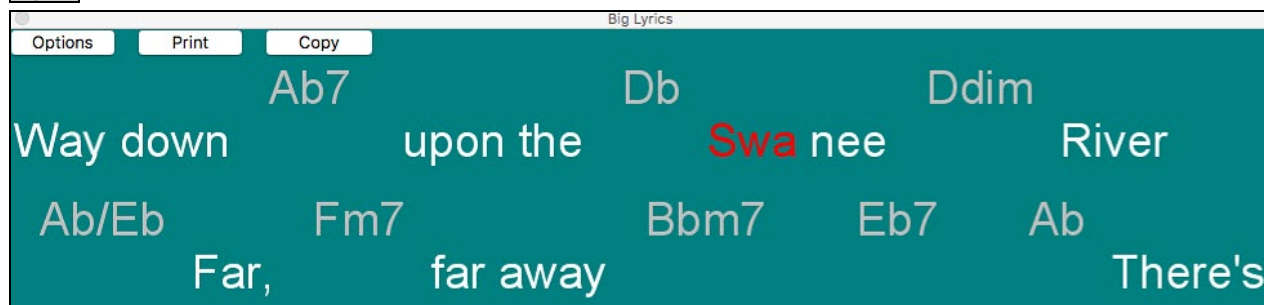 Big Lyrics
Options Print Copy
Ab7 Db Ddim
Way down upon the Swa nee River
Ab/Eb Fm7 Bbm7 Eb7 Ab
Far, far away There's